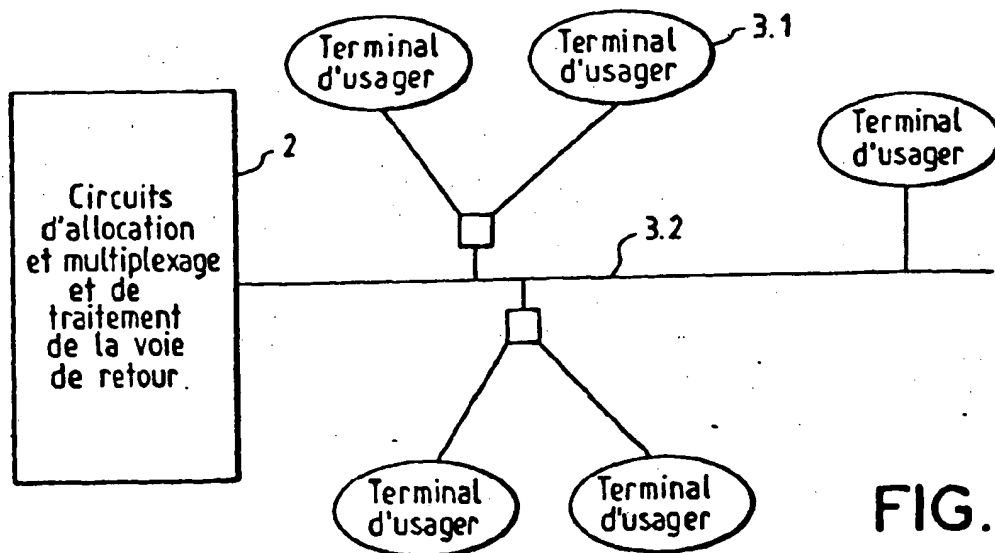 Terminal
d'usager
Terminal
d'usager
3.1
Terminal
d'usager
2
Circuits
d'allocation
et multiplexage
et de
traitement
de la voie
de retour.
3.2
Terminal
d'usager
Terminal
d'usager
FIG.